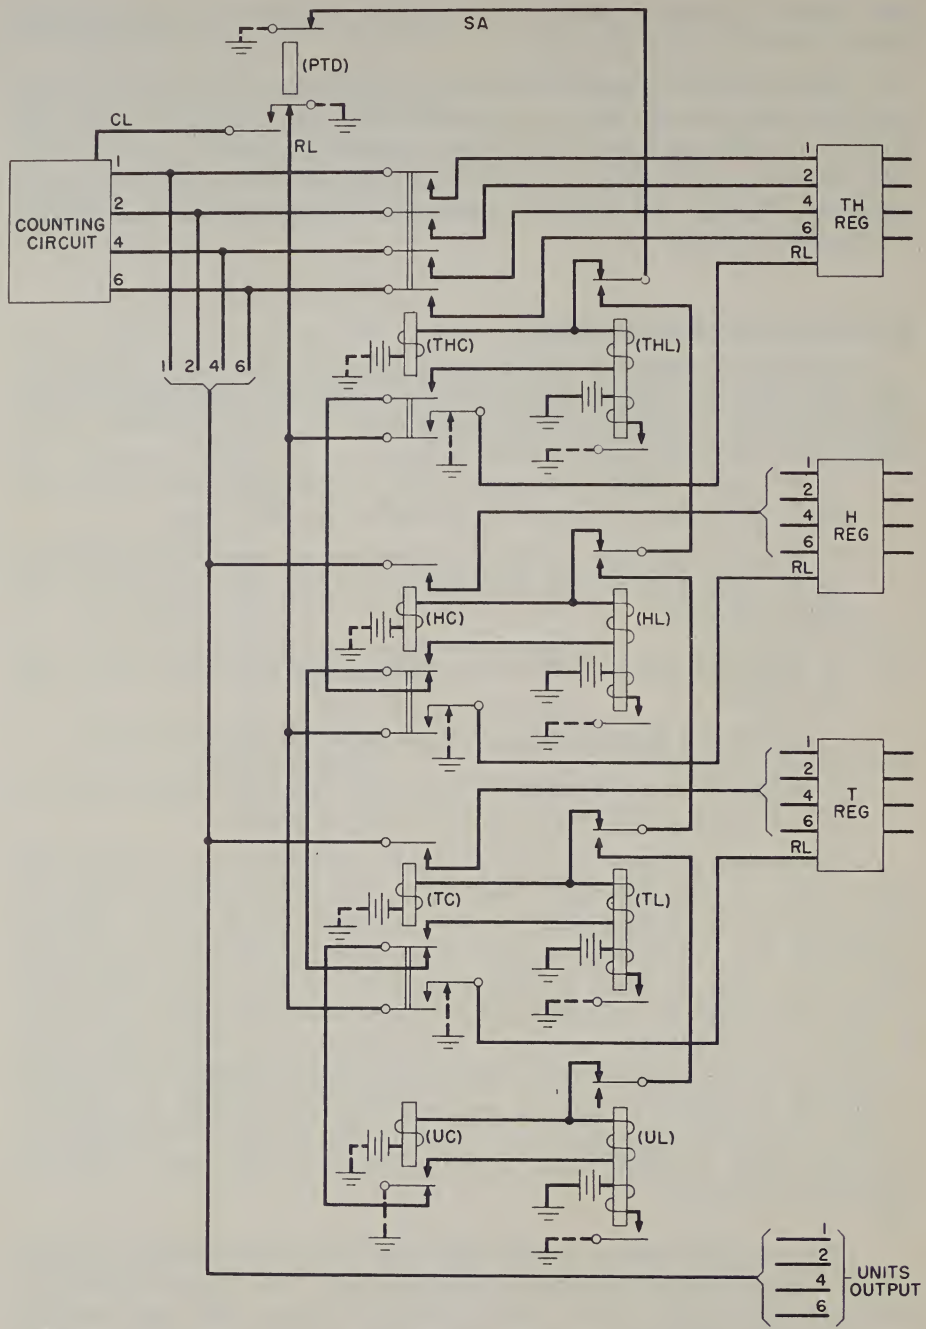 SA
(PTD)
CL
RL
COUNTING
CIRCUIT
1
2
4
6
1 2 4 6
1
2
4
6
RL
TH
REG
(THC)
(THL)
1
2
4
6
RL
H
REG
(HC)
(HL)
1
2
4
6
RL
T
REG
(TC)
(TL)
(UC)
(UL)
1
2
4
6
UNITS
OUTPUT